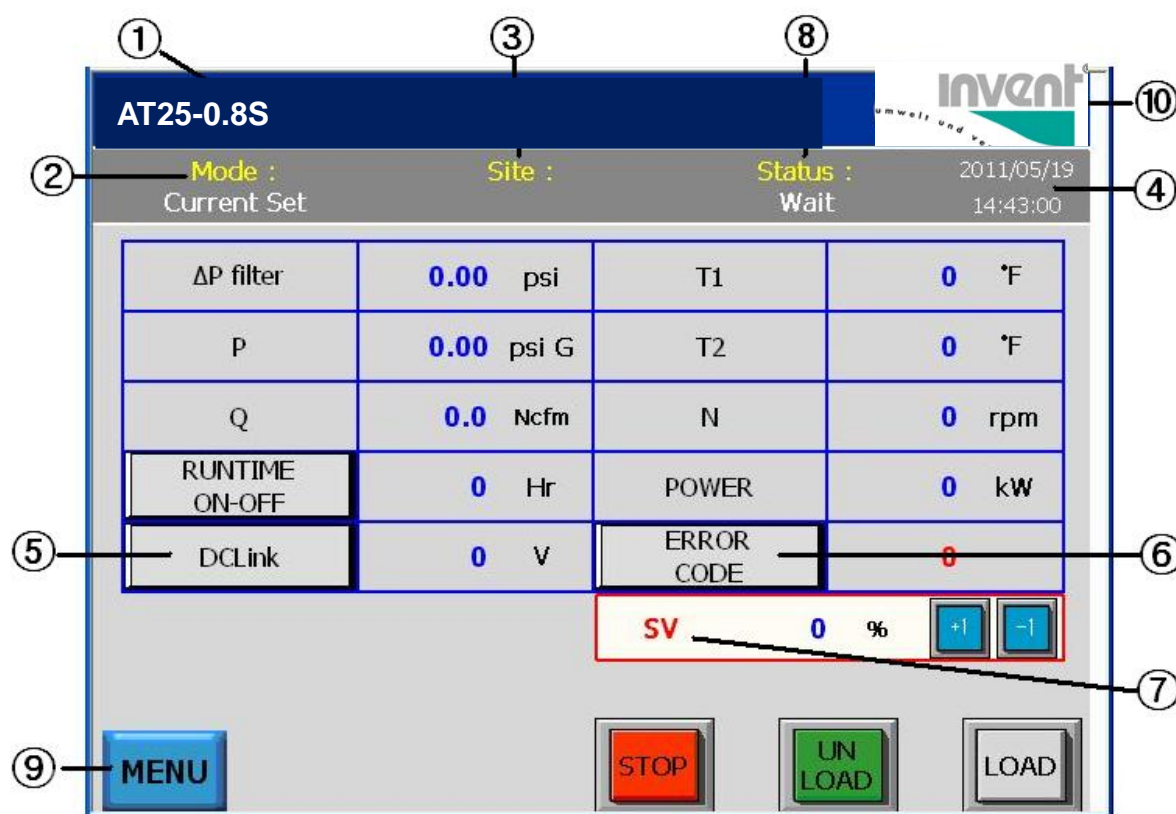 ① ③ ⑧
AT25-0.8S
invent
umwelt und ve
⑩
② Mode : Site : Status : 2011/05/19
Current Set Wait 14:43:00
④
ΔP filter 0.00 psi T1 0 °F
P 0.00 psi G T2 0 °F
Q 0.0 Ncfm N 0 rpm
RUNTIME
ON-OFF 0 Hr POWER 0 kW
⑤ DCLink 0 V ERROR
CODE 0 ⑥
SV 0 % +1 -1
⑦
⑨ MENU STOP UN
LOAD LOAD